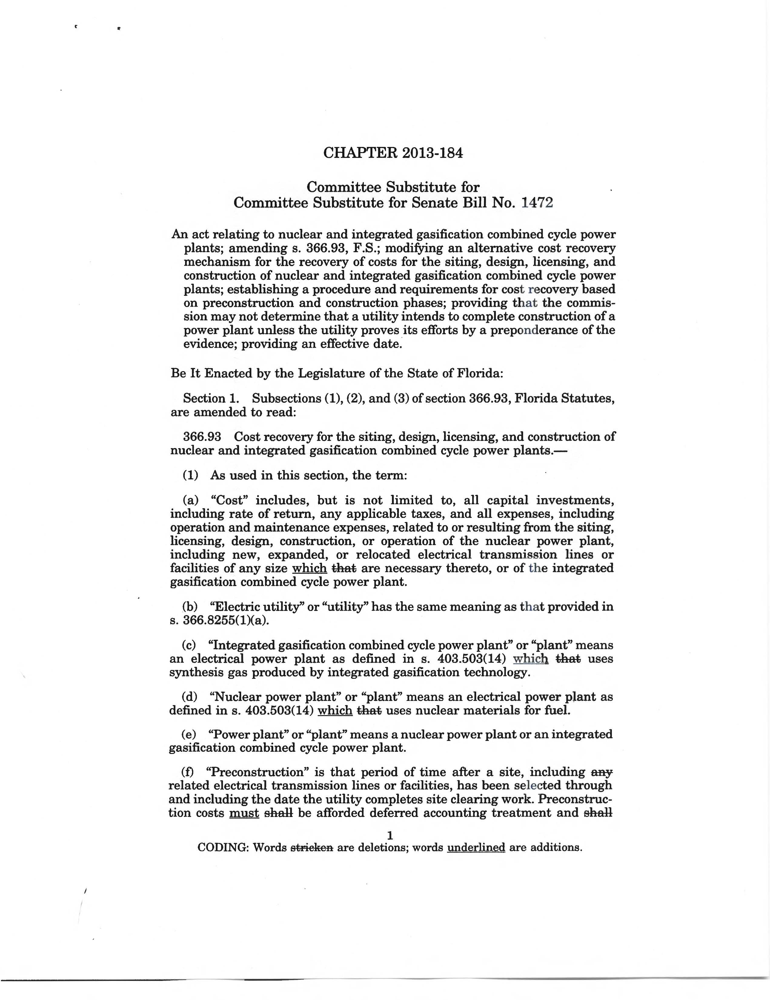 CHAPTER 2013-184
Committee Substitute for
Committee Substitute for Senate Bill No. 1472
An act relating to nuclear and integrated gasification combined cycle power
plants; amending s. 366.93, F.S.; modifying an alternative cost recovery
mechanism for the recovery of costs for the siting, design, licensing, and
construction of nuclear and integrated gasification combined cycle power
plants; establishing a procedure and requirements for cost recovery based
on preconstruction and construction phases; providing that the commis-
sion may not determine that a utility intends to complete construction of a
power plant unless the utility proves its efforts by a preponderance of the
evidence; providing an effective date.
Be It Enacted by the Legislature of the State of Florida:
Section 1. Subsections (1), (2), and (3) of section 366.93, Florida Statutes,
are amended to read:
366.93 Cost recovery for the siting, design, licensing, and construction of
nuclear and integrated gasification combined cycle power plants.—
(1) As used in this section, the term:
(a) “Cost” includes, but is not limited to, all capital investments,
including rate of return, any applicable taxes, and all expenses, including
operation and maintenance expenses, related to or resulting from the siting,
licensing, design, construction, or operation of the nuclear power plant,
including new, expanded, or relocated electrical transmission lines or
facilities of any size which that are necessary thereto, or of the integrated
gasification combined cycle power plant.
(b) “Electric utility” or “utility” has the same meaning as that provided in
s. 366.8255(1)(a).
(c) “Integrated gasification combined cycle power plant” or “plant” means
an electrical power plant as defined in s. 403.503(14) which that uses
synthesis gas produced by integrated gasification technology.
(d) “Nuclear power plant” or “plant” means an electrical power plant as
defined in s. 403.503(14) which that uses nuclear materials for fuel.
(e) “Power plant” or “plant” means a nuclear power plant or an integrated
gasification combined cycle power plant.
(f) “Preconstruction” is that period of time after a site, including any
related electrical transmission lines or facilities, has been selected through
and including the date the utility completes site clearing work. Preconstruc-
tion costs must shall be afforded deferred accounting treatment and shall
1
CODING: Words stricken are deletions; words underlined are additions.